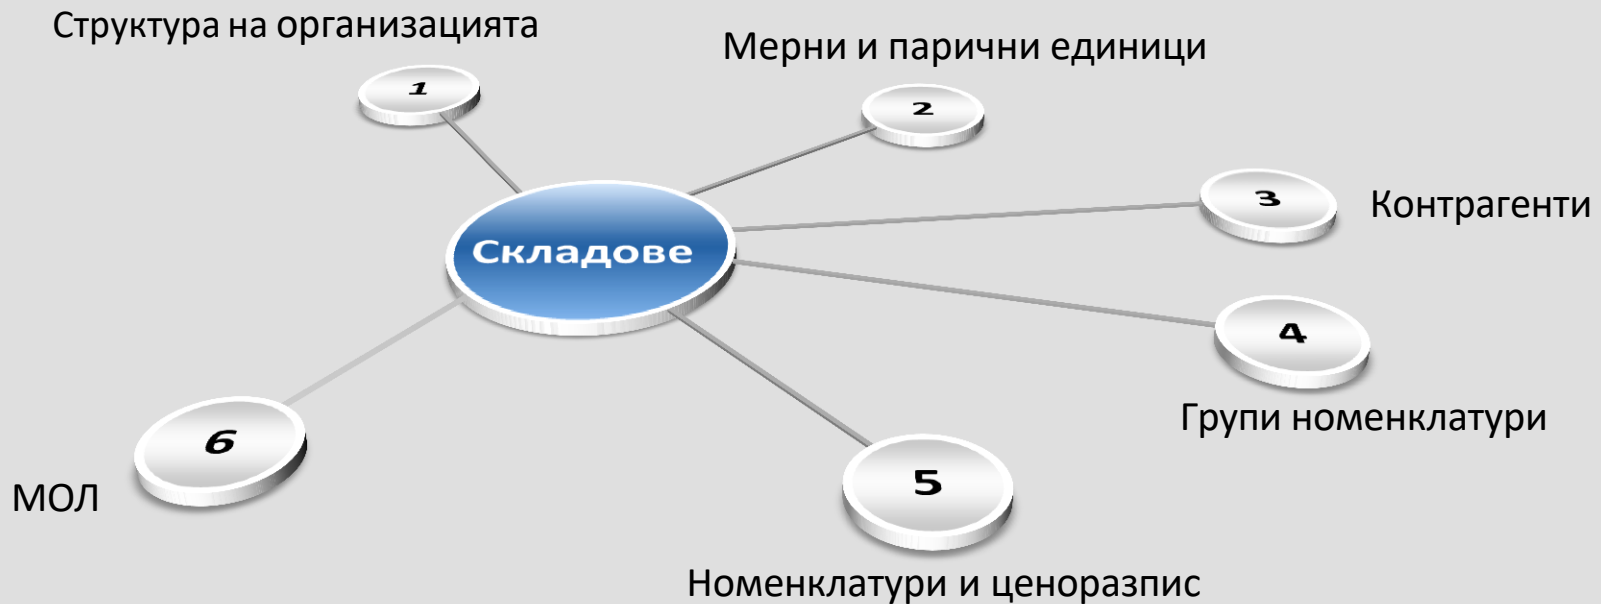 Структура на организацията
1
Мерни и парични единици
2
3
Контрагенти
Складове
4
Групи номенклатури
6
МОЛ
5
Номенклатури и ценоразпис